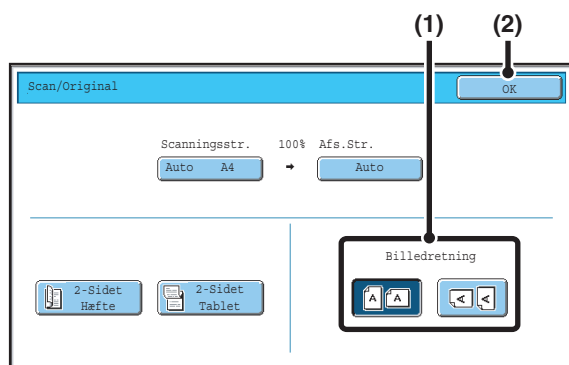 (1) (2)
Scan/Original OK
Scanningsstr. 100% Afs.Str.
Auto A4 → Auto
Billedretning
2-Sidet
Hæfte
2-Sidet
Tablet
A A A A